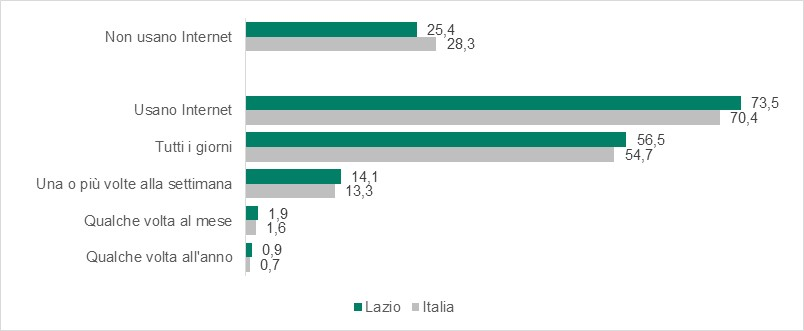 Non usano Internet
25,4
28,3
Usano Internet
73,5
70,4
Tutti i giorni
56,5
54,7
Una o più volte alla settimana
14,1
13,3
Qualche volta al mese
1,9
1,6
Qualche volta all'anno
0,9
0,7
Lazio Italia